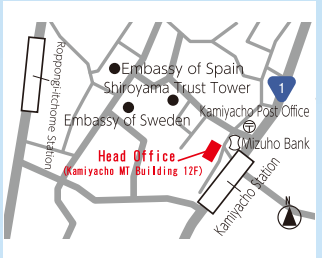 Roppongi-Itchome Station
Embassy of Spain
Shiroyama Trust Tower
1
Kamiyacho Post Office
Embassy of Sweden
Mizuho Bank
Head Office
(Kamiyacho MT Building 12F)
Kamiyacho Station
N